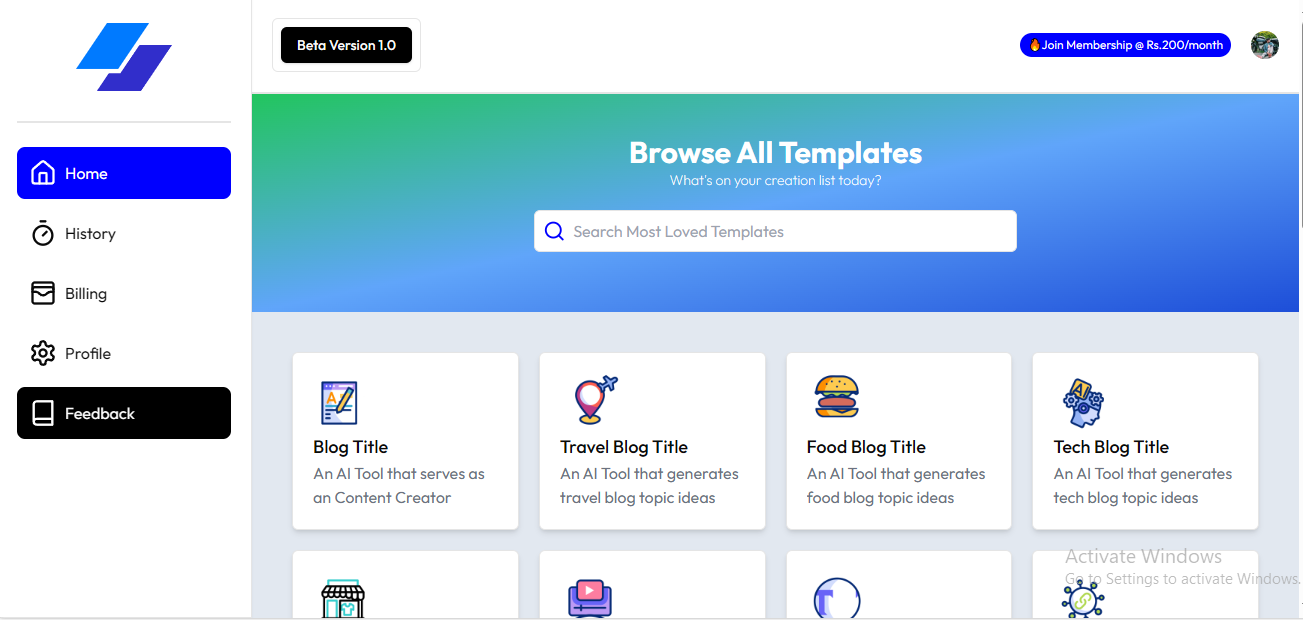 Beta Version 1.0
🔥Join Membership @ Rs.200/month
Home
History
Billing
Profile
Feedback
Browse All Templates
What's on your creation list today?
Search Most Loved Templates
Blog Title
An AI Tool that serves as
an Content Creator
Travel Blog Title
An AI Tool that generates
travel blog topic ideas
Food Blog Title
An AI Tool that generates
food blog topic ideas
Tech Blog Title
An AI Tool that generates
tech blog topic ideas
Activate Windows
Go to Settings to activate Windows.